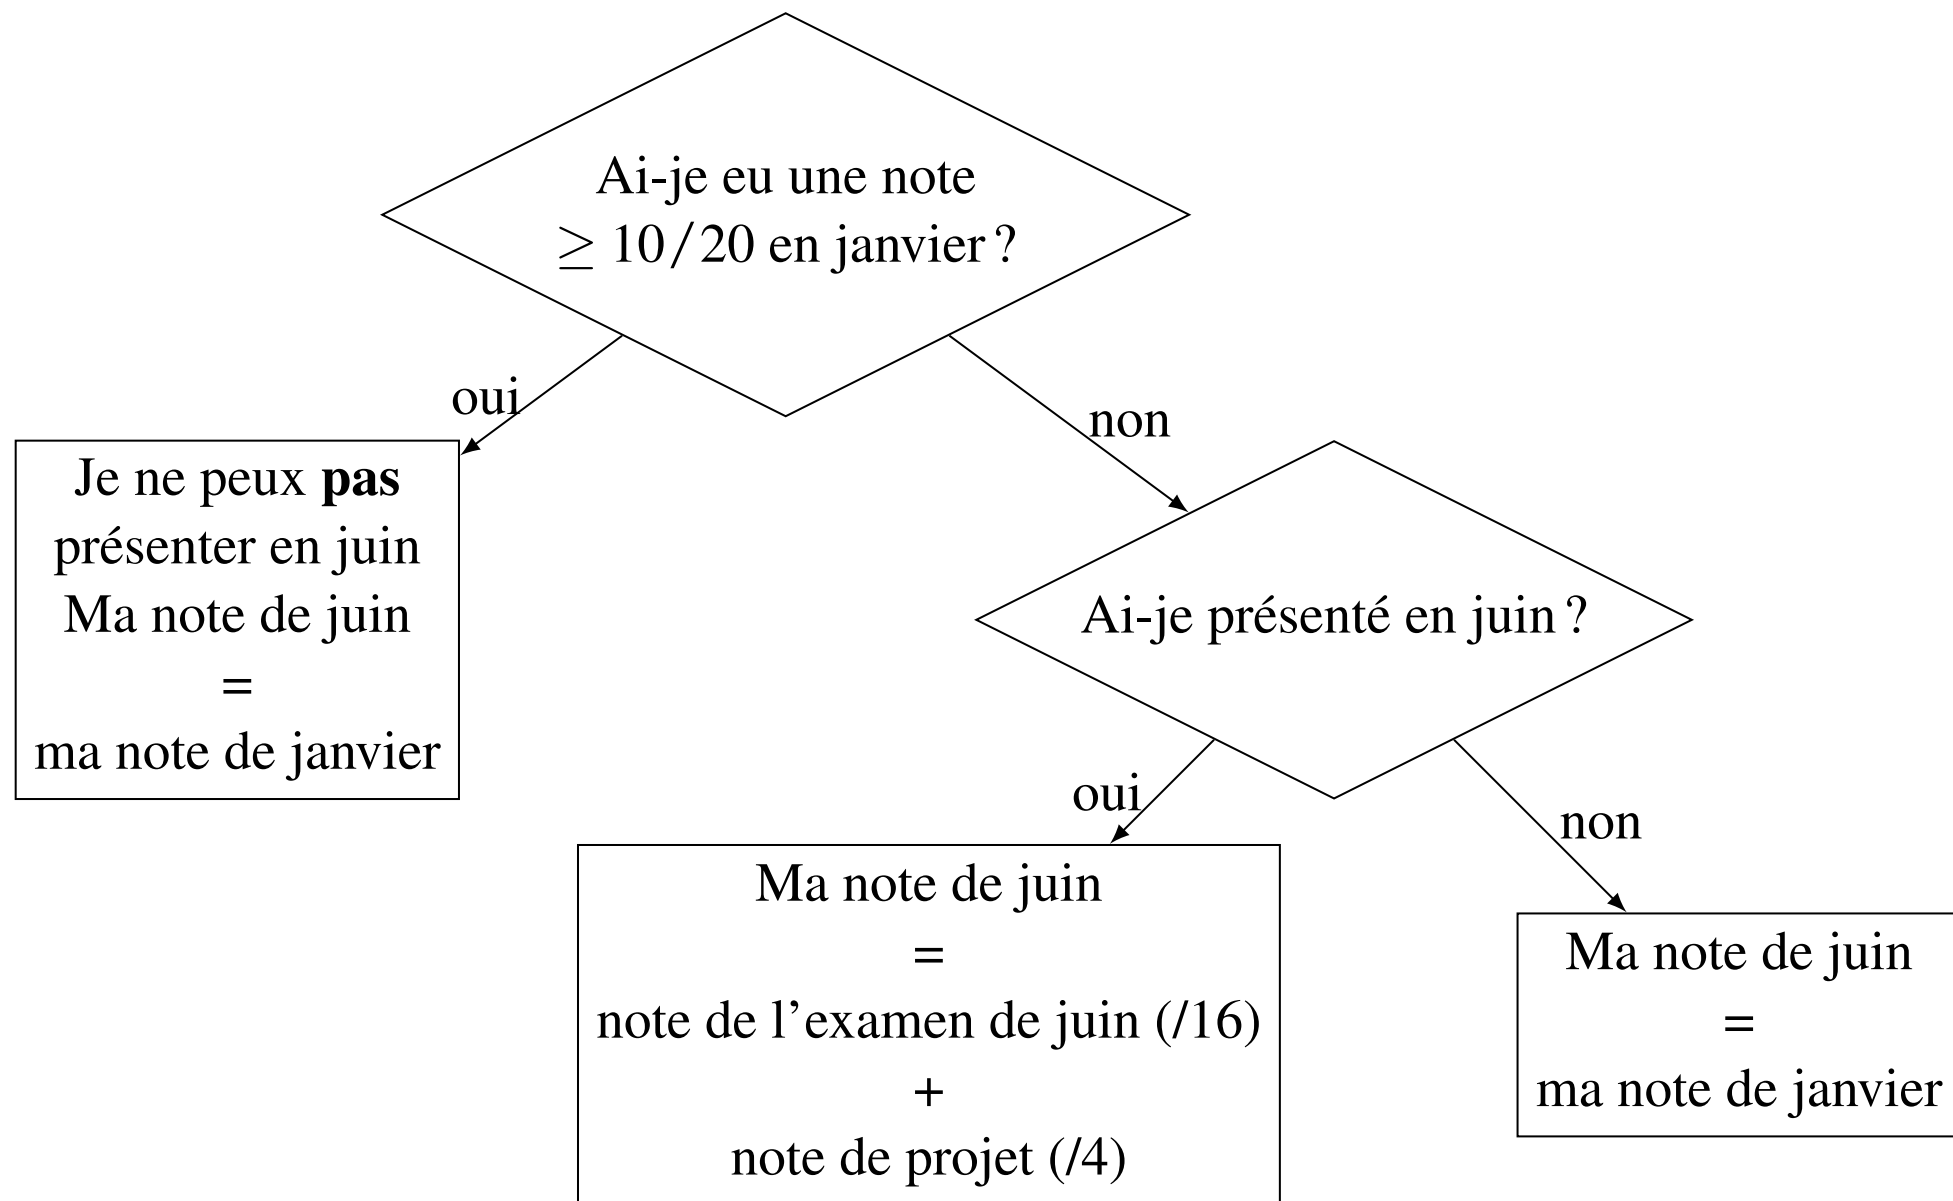 Ai-je eu une note
≥ 10/20 en janvier ?
oui
non
Je ne peux pas
présenter en juin
Ma note de juin
=
ma note de janvier
Ai-je présenté en juin ?
oui
non
Ma note de juin
=
note de l’examen de juin (/16)
+
note de projet (/4)
Ma note de juin
=
ma note de janvier